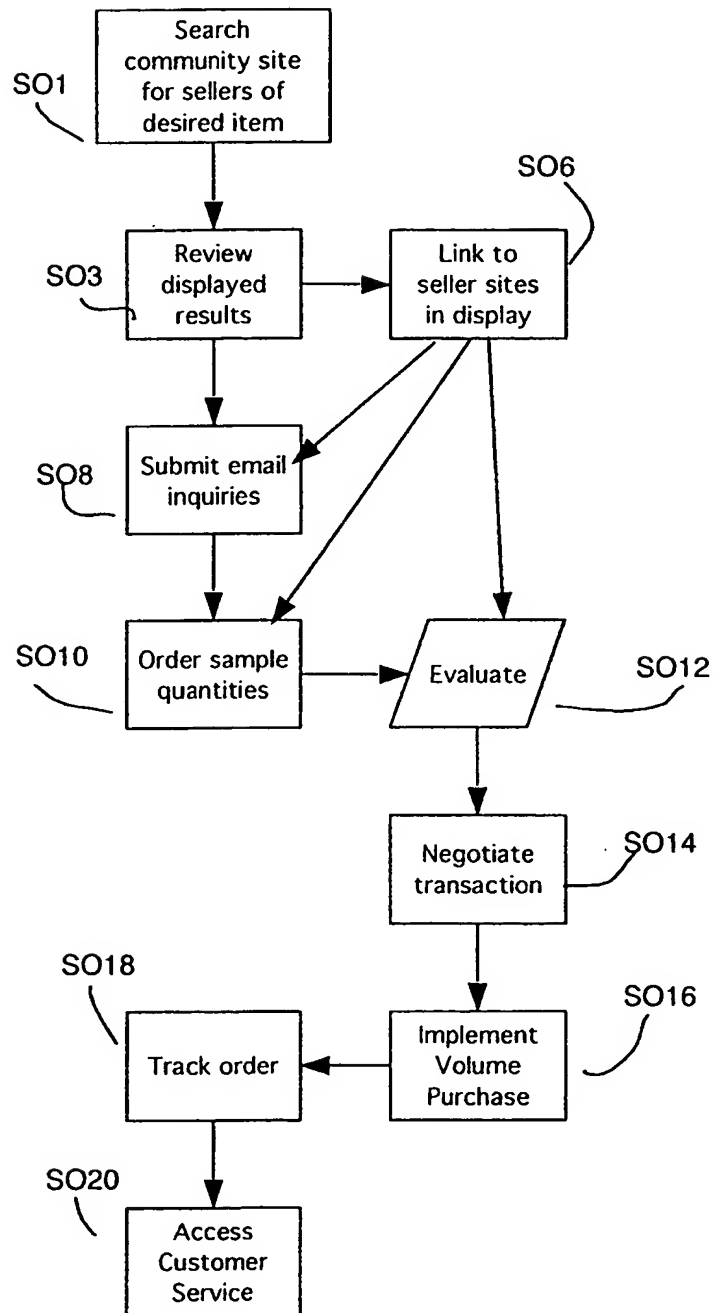 Search
community site
for sellers of
desired item
SO1
SO6
Review
displayed
results
SO3
Link to
seller sites
in display
Submit email
inquiries
SO8
Order sample
quantities
SO10
Evaluate
SO12
Negotiate
transaction
SO14
SO18
SO16
Track order
Implement
Volume
Purchase
SO20
Access
Customer
Service